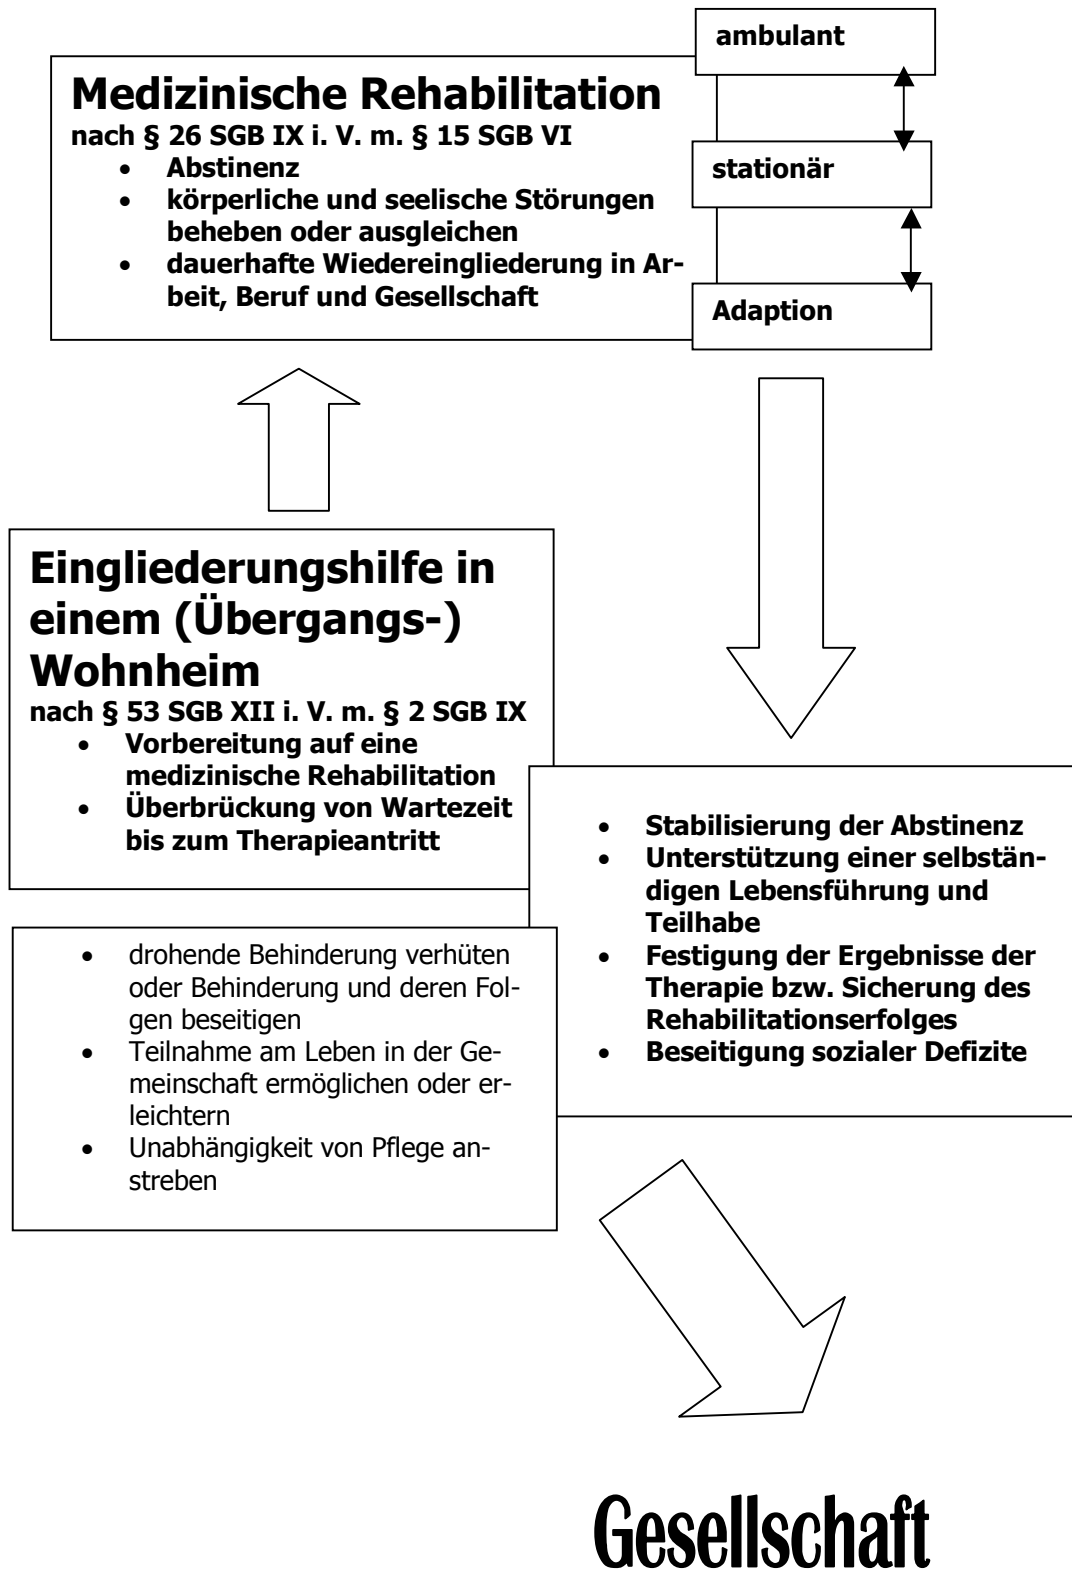 ambulant
Medizinische Rehabilitation
nach § 26 SGB IX i. V. m. § 15 SGB VI
• Abstinenz
• körperliche und seelische Störungen
beheben oder ausgleichen
• dauerhafte Wiedereingliederung in Ar-
beit, Beruf und Gesellschaft
stationär
Adaption
Eingliederungshilfe in
einem (Übergangs-)
Wohnheim
nach § 53 SGB XII i. V. m. § 2 SGB IX
• Vorbereitung auf eine
medizinische Rehabilitation
• Überbrückung von Wartezeit
bis zum Therapieantritt
• Stabilisierung der Abstinenz
• Unterstützung einer selbstän-
digen Lebensführung und
Teilhabe
• Festigung der Ergebnisse der
Therapie bzw. Sicherung des
Rehabilitationserfolges
• Beseitigung sozialer Defizite
• drohende Behinderung verhüten
oder Behinderung und deren Fol-
gen beseitigen
• Teilnahme am Leben in der Ge-
meinschaft ermöglichen oder er-
leichtern
• Unabhängigkeit von Pflege an-
streben
Gesellschaft